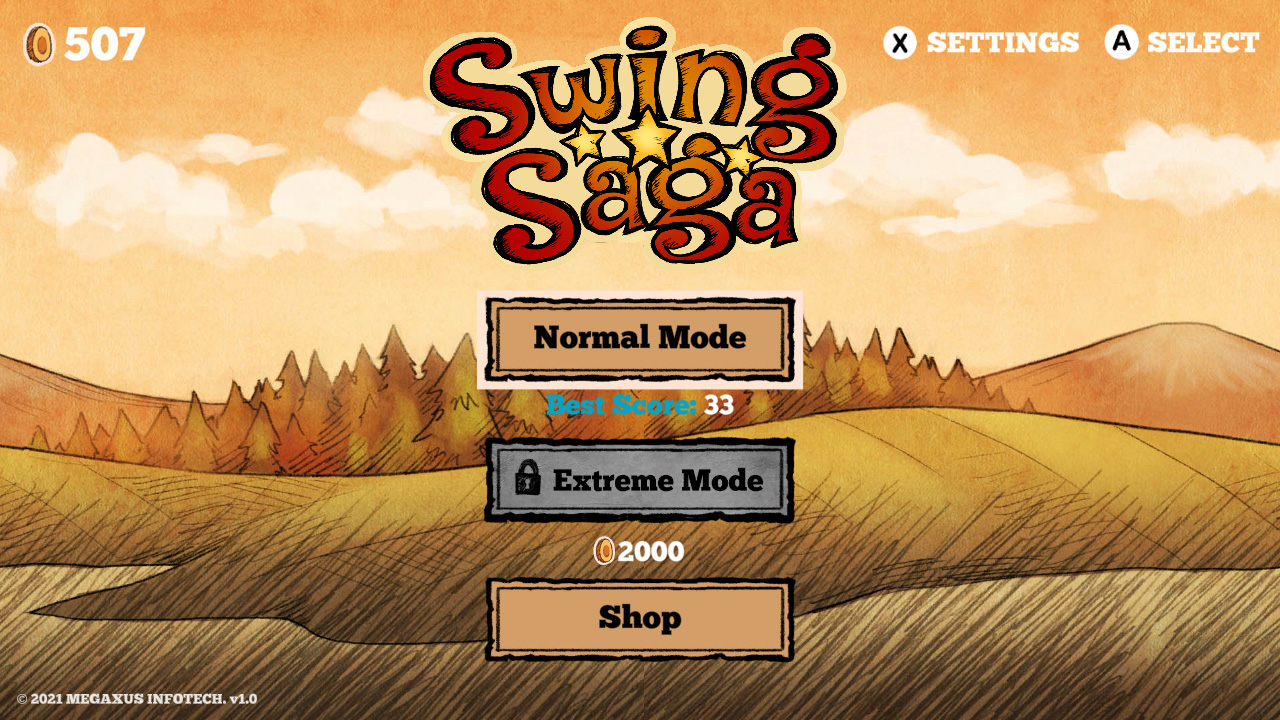 507
X SETTINGS A SELECT
Swing
Saga
Normal Mode
Best Score: 33
Extreme Mode
2000
Shop
© 2021 MEGAXUS INFOTECH. v1.0